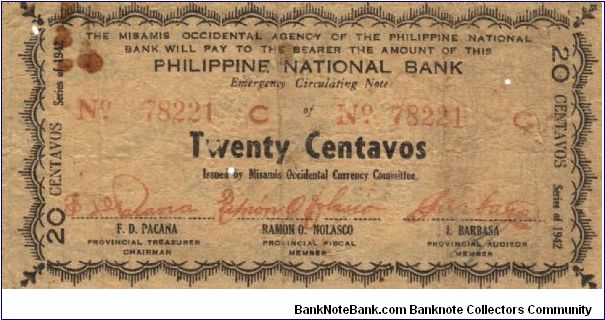 THE MISAMIS OCCIDENTAL AGENCY OF THE PHILIPPINE NATIONAL
BANK WILL PAY TO THE BEARER THE AMOUNT OF THIS
PHILIPPINE NATIONAL BANK
Emergency Circulating Note
No 78221 C of No 78221 C
Twenty Centavos
Issued by Misamis Occidental Currency Committee
F. D. PACANA RAMON O. NOLASCO I. BARBASA
PROVINCIAL TREASURER PROVINCIAL FISCAL PROVINCIAL AUDITOR
CHAIRMAN MEMBER MEMBER
20 CENTAVOS Series of 1942
20 CENTAVOS Series of 1942
BankNoteBank.com Banknote Collectors Community